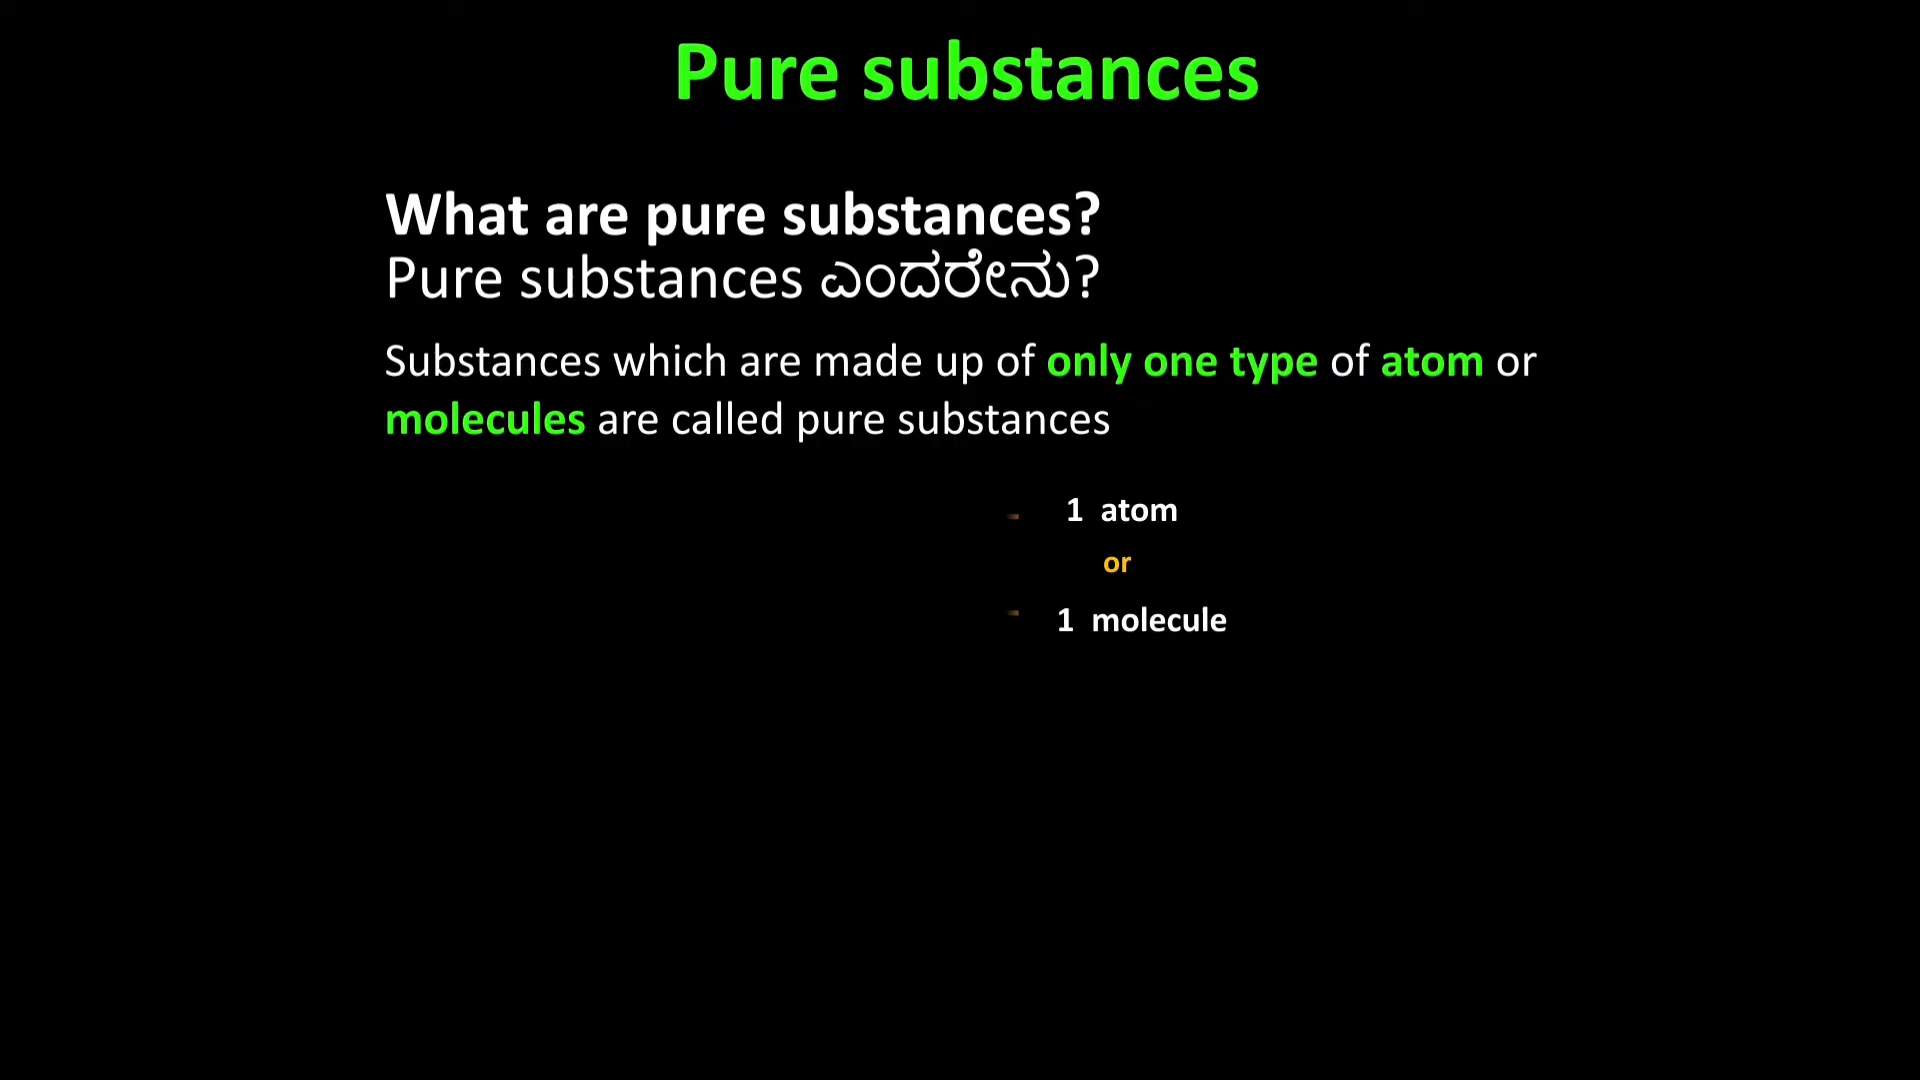 Pure substances
What are pure substances?
Pure substances ಎಂದರೇನು?
Substances which are made up of only one type of atom or
molecules are called pure substances
1 atom
or
1 molecule